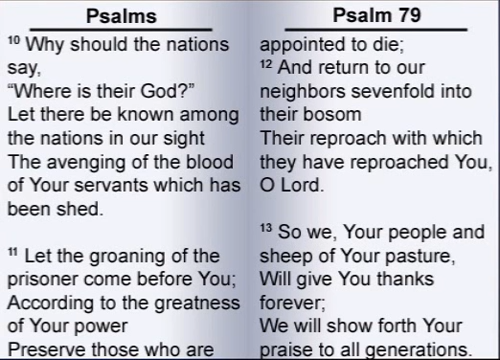 Psalms
¹⁰ Why should the nations
say,
“Where is their God?”
Let there be known among
the nations in our sight
The avenging of the blood
of Your servants which has
been shed.
¹¹ Let the groaning of the
prisoner come before You;
According to the greatness
of Your power
Preserve those who are
Psalm 79
appointed to die;
¹² And return to our
neighbors sevenfold into
their bosom
Their reproach with which
they have reproached You,
O Lord.
¹³ So we, Your people and
sheep of Your pasture,
Will give You thanks
forever;
We will show forth Your
praise to all generations.